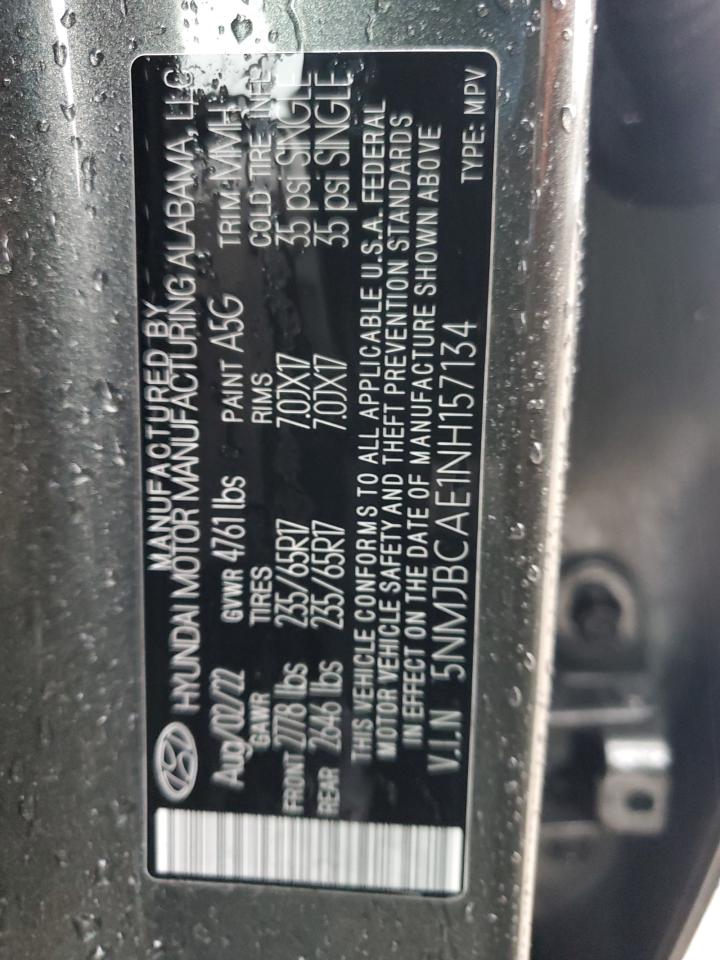 MANUFACTURED BY
HYUNDAI MOTOR MANUFACTURING ALABAMA, LLC
Aug/02/22 GVWR 4761 lbs PAINT A5G TRIM VMH
GAWR TIRES RIMS COLD TIRE INFL
FRONT 2778 lbs 235/65R17 7.0JX17 35 psi SINGLE
REAR 2646 lbs 235/65R17 7.0JX17 35 psi SINGLE
THIS VEHICLE CONFORMS TO ALL APPLICABLE U.S.A. FEDERAL
MOTOR VEHICLE SAFETY AND THEFT PREVENTION STANDARDS
IN EFFECT ON THE DATE OF MANUFACTURE SHOWN ABOVE
V.I.N 5NMJBCAE1NH157134 TYPE: MPV